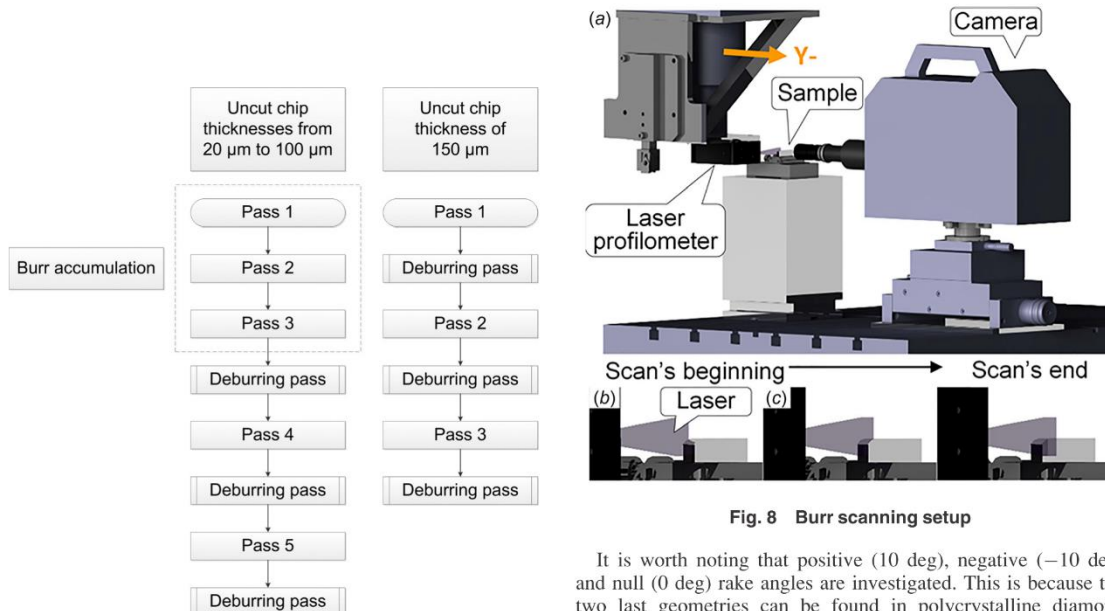 Uncut chip
thicknesses from
20 µm to 100 µm
Uncut chip
thickness of
150 µm
Burr accumulation
Pass 1
Pass 2
Pass 3
Deburring pass
Pass 4
Deburring pass
Pass 5
Deburring pass
Pass 1
Deburring pass
Pass 2
Deburring pass
Pass 3
Deburring pass
(a)
Camera
Y-
Sample
Laser
profilometer
Scan's beginning
Scan's end
(b)
Laser
(c)
Fig. 8 Burr scanning setup
It is worth noting that positive (10 deg), negative (−10 de
and null (0 deg) rake angles are investigated. This is because t
two last geometries can be found in polycrystalline diamo